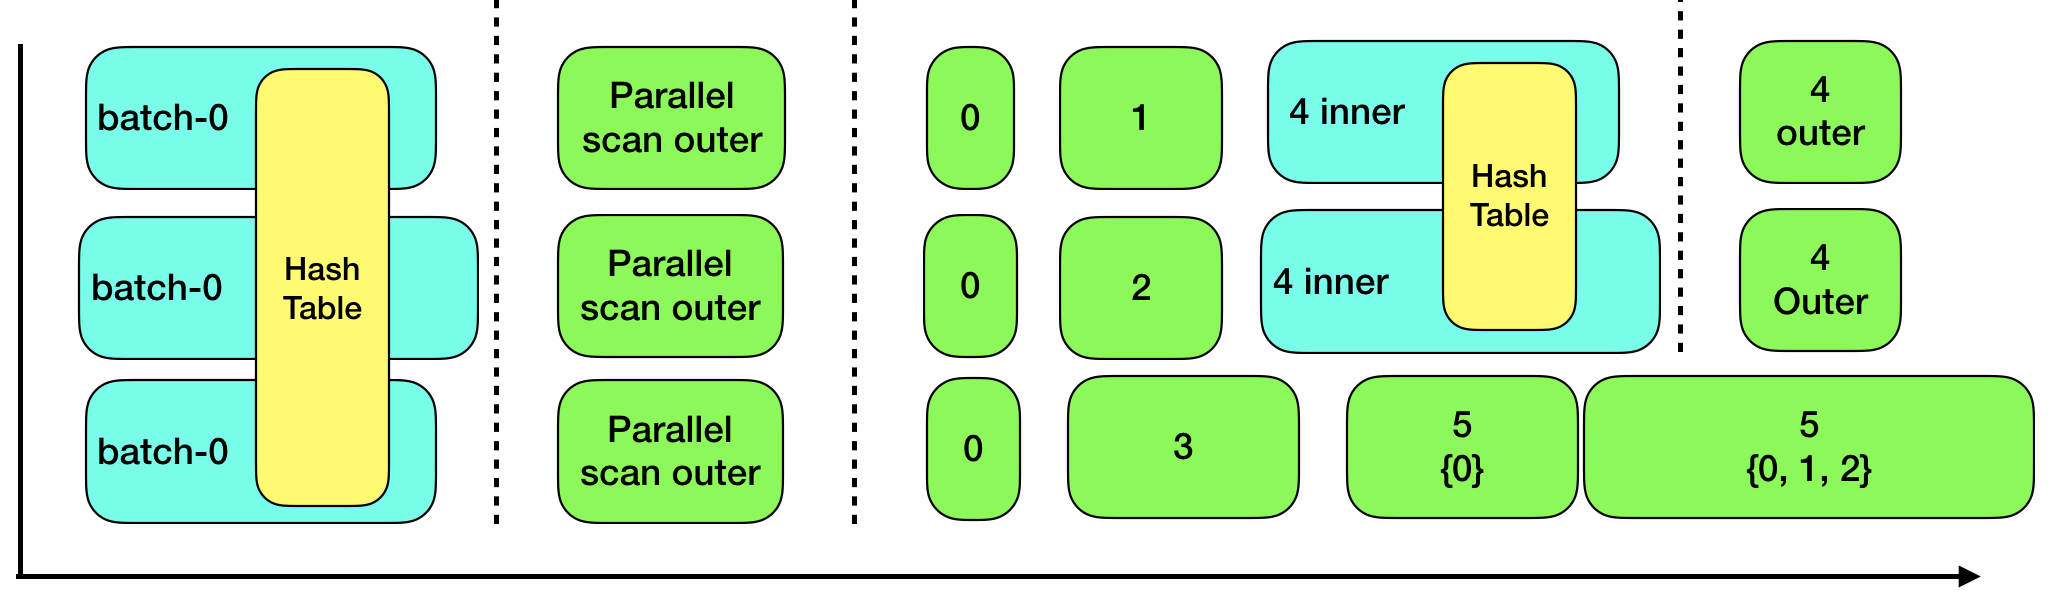 batch-0
Hash
Table
batch-0
batch-0
Parallel
scan outer
Parallel
scan outer
Parallel
scan outer
0
1
4 inner
Hash
Table
4
outer
0
2
4 inner
4
Outer
0
3
5
{0}
5
{0, 1, 2}